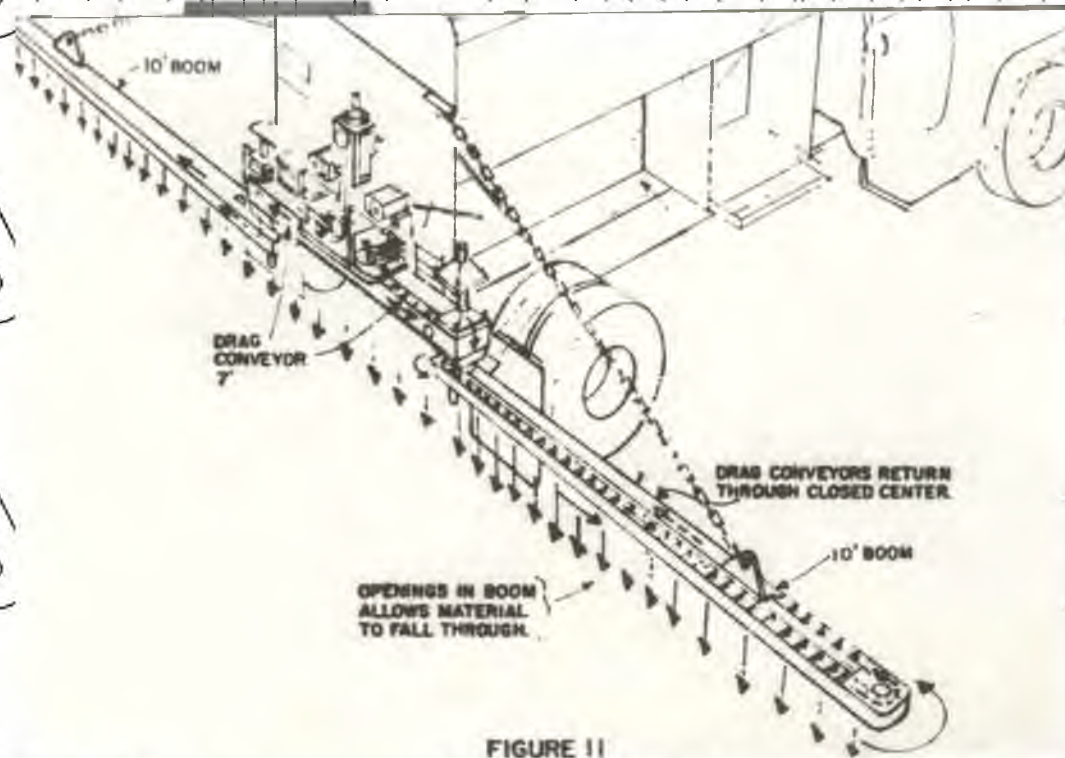 10' BOOM
DRAG
CONVEYOR
7'
DRAG CONVEYORS RETURN
THROUGH CLOSED CENTER.
10' BOOM
OPENINGS IN BOOM
ALLOWS MATERIAL
TO FALL THROUGH.
FIGURE 11